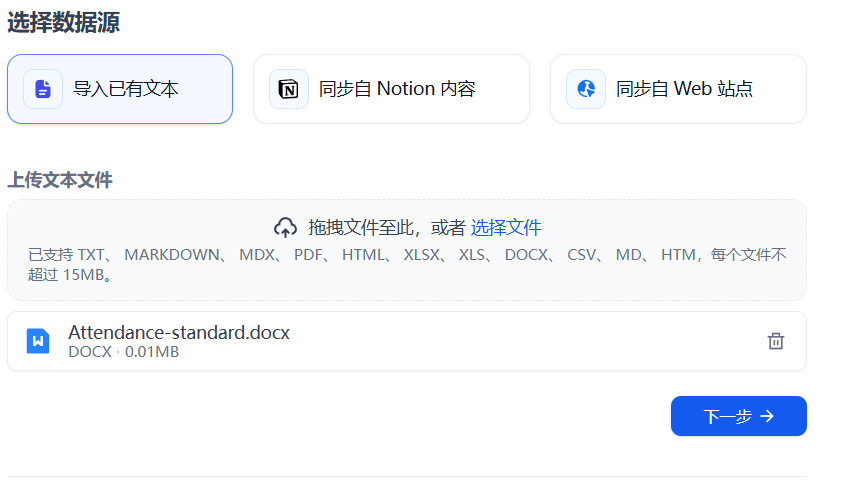 选择数据源
导入已有文本
同步自 Notion 内容
同步自 Web 站点
上传文本文件
拖拽文件至此，或者 选择文件
已支持 TXT、 MARKDOWN、 MDX、 PDF、 HTML、 XLSX、 XLS、 DOCX、 CSV、 MD、 HTM，每个文件不
超过 15MB。
Attendance-standard.docx
DOCX · 0.01MB
下一步 →